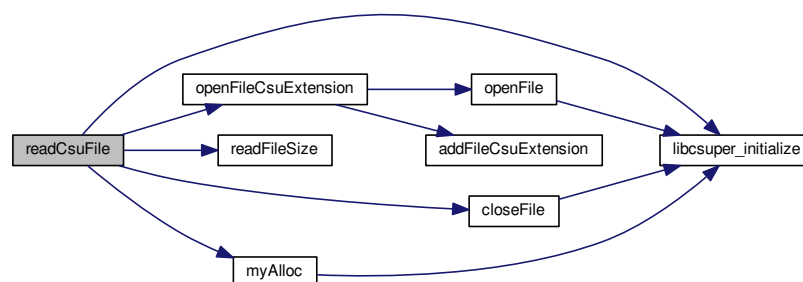 openFileCsuExtension
openFile
readCsuFile
readFileSize
addFileCsuExtension
libcsuper_initialize
closeFile
myAlloc